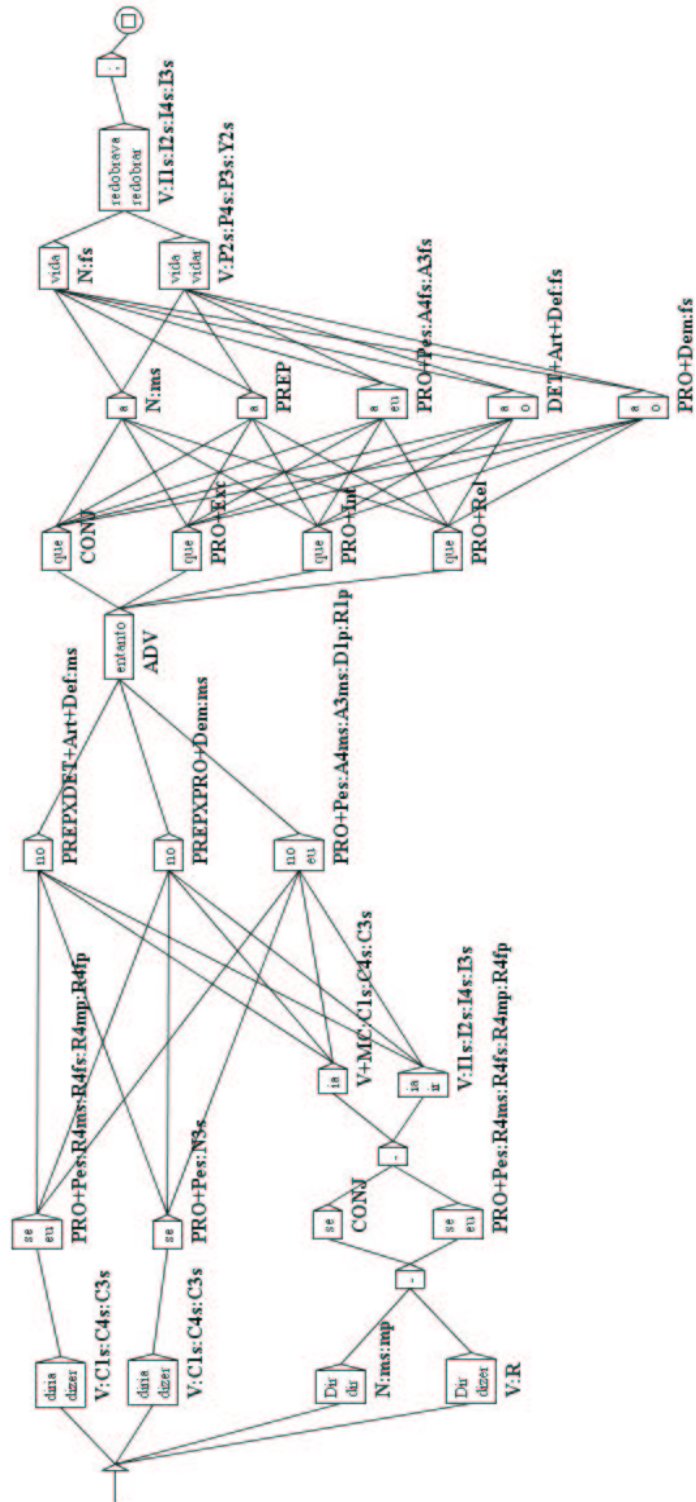 diria
dizer
V:C1s:C4s:C3s
diria
dizer
V:C1s:C4s:C3s
Dir
dir
N:ms:mp
Dir
dizer
V:R
se
eu
PRO+Pes:R4ms:R4fs:R4mp:R4fp
se
PRO+Pes:N3s
-
se
CONJ
se
eu
PRO+Pes:R4ms:R4fs:R4mp:R4fp
-
ia
V+MC:C1s:C4s:C3s
ia
ir
V:I1s:I2s:I4s:I3s
no
PREPXDET+Art+Def:ms
no
PREPXPRO+Dem:ms
no
eu
PRO+Pes:A4ms:A3ms:D1p:R1p
entanto
ADV
que
CONJ
que
PRO+Exc
que
PRO+Int
que
PRO+Rel
a
N:ms
a
PREP
a
eu
PRO+Pes:A4fs:A3fs
a
o
DET+Art+Def:fs
a
o
PRO+Dem:fs
vida
N:fs
vida
vidar
V:P2s:P4s:P3s:Y2s
redobrava
redobrar
V:I1s:I2s:I4s:I3s